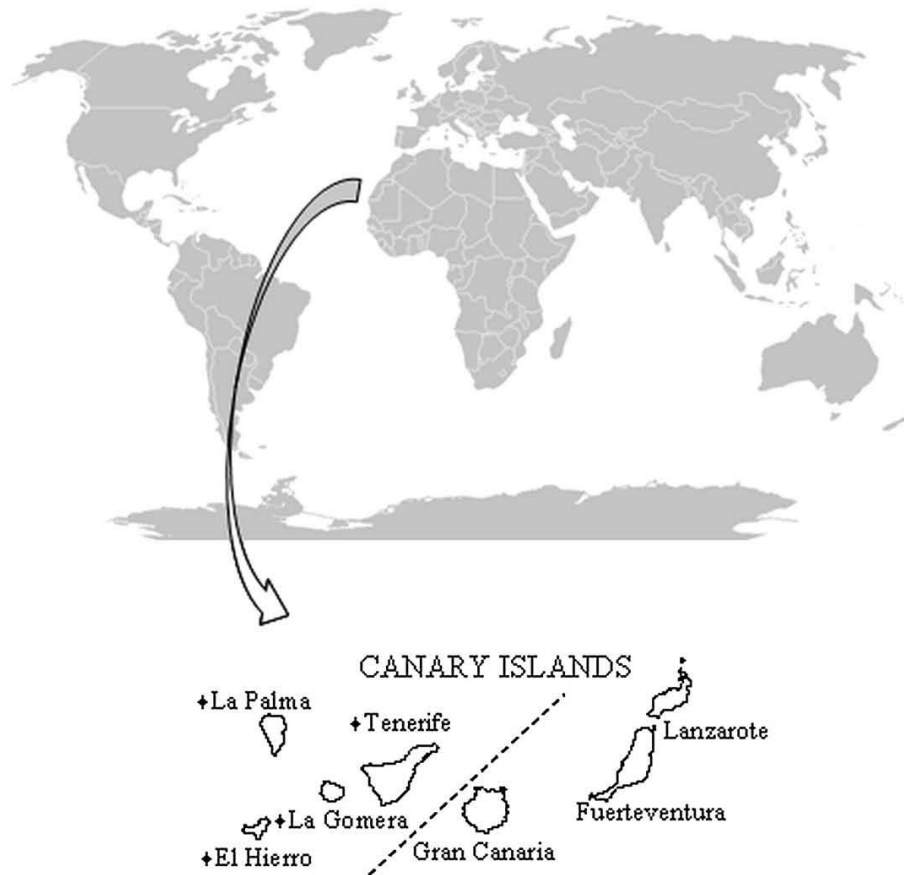 CANARY ISLANDS
✦La Palma
✦Tenerife
Lanzarote
Fuerteventura
✦La Gomera
Gran Canaria
✦El Hierro